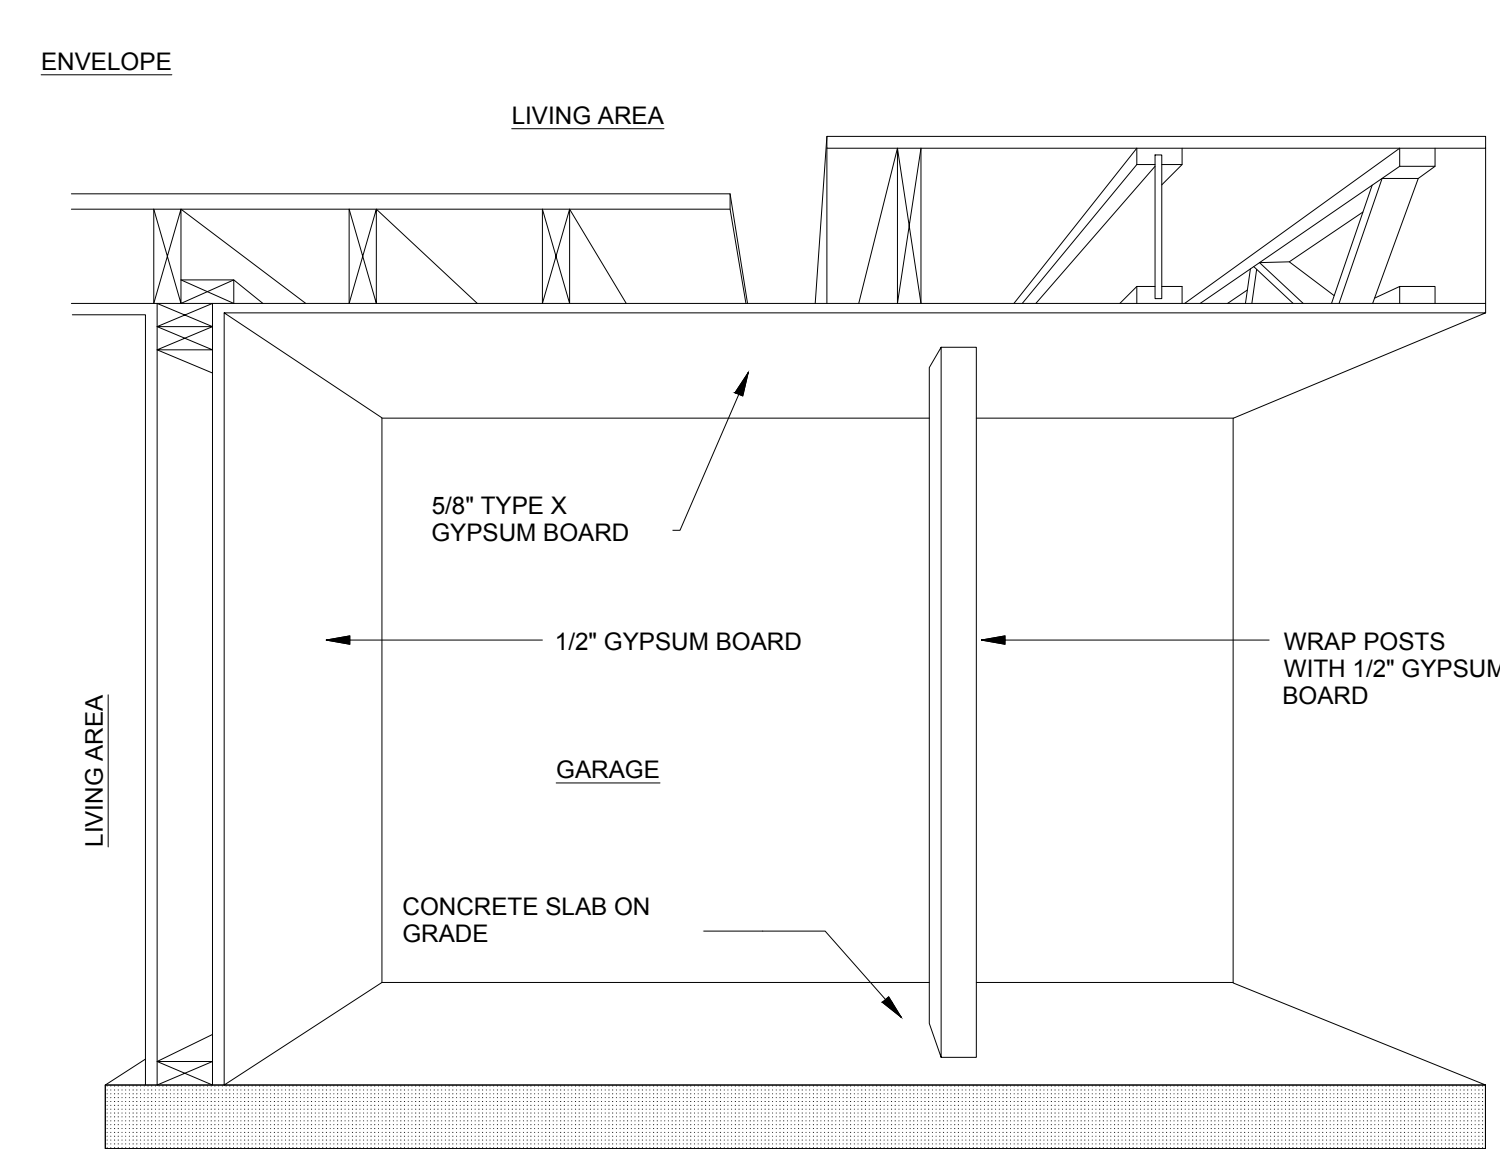 ENVELOPE
LIVING AREA
5/8" TYPE X
GYPSUM BOARD
1/2" GYPSUM BOARD
WRAP POSTS
WITH 1/2" GYPSUM
BOARD
LIVING AREA
GARAGE
CONCRETE SLAB ON
GRADE